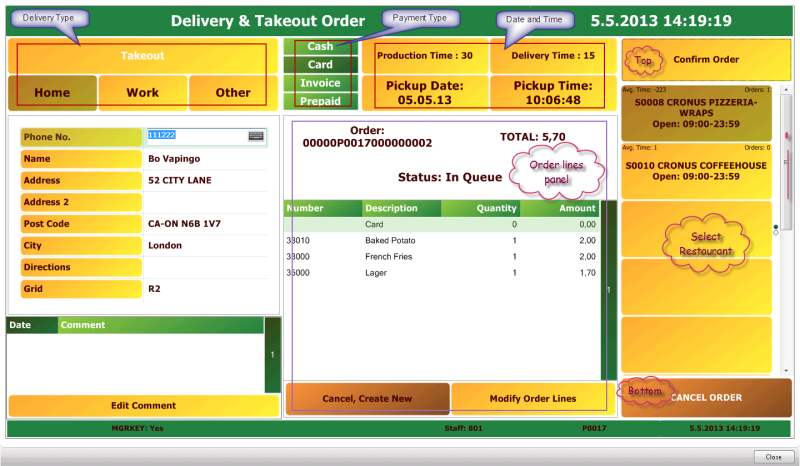 Delivery Type
Delivery & Takeout Order
Payment Type
Date and Time
5.5.2013 14:19:19
Takeout
Home
Work
Other
Cash
Card
Invoice
Prepaid
Production Time : 30
Delivery Time : 15
Pickup Date:
05.05.13
Pickup Time:
10:06:48
Top
Confirm Order
Avg. Time: -223
Orders: 1
S0008 CRONUS PIZZERIA-
WRAPS
Open: 09:00-23:59
Avg. Time: 1
Orders: 0
S0010 CRONUS COFFEEHOUSE
Open: 09:00-23:59
Select
Restaurant
Bottom
CANCEL ORDER
Phone No.
111222
Name
Bo Vapingo
Address
52 CITY LANE
Address 2
Post Code
CA-ON N6B 1V7
City
London
Directions
Grid
R2
Date
Comment
1
Edit Comment
Order:
00000P0017000000002
TOTAL: 5,70
Status: In Queue
Order lines
panel
Number
Description
Quantity
Amount
Card
0
0,00
33010
Baked Potato
1
2,00
33000
French Fries
1
2,00
35000
Lager
1
1,70
1
Cancel, Create New
Modify Order Lines
MGRKEY: Yes
Staff: 801
P0017
5.5.2013 14:19:19
Close